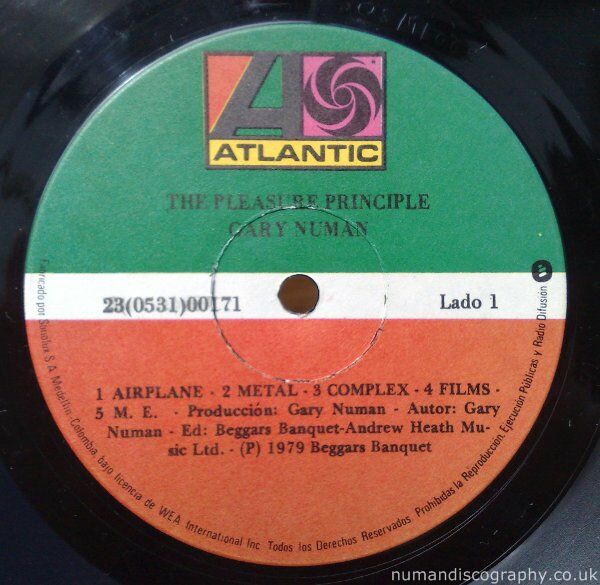 ATLANTIC
THE PLEASURE PRINCIPLE
GARY NUMAN
23(0531)00171
Lado 1
1 AIRPLANE - 2 METAL - 3 COMPLEX - 4 FILMS -
5 M. E. - Producción: Gary Numan - Autor: Gary
Numan - Ed: Beggars Banquet-Andrew Heath Mu-
sic Ltd. - (P) 1979 Beggars Banquet
Fabricado por Sonolux S.A. Medellín-Colombia, bajo licencia de W.E.A. International Inc. Todos los Derechos Reservados. Prohibidas la Reproducción, Ejecución Públicas y Radio Difusión
numandiscography.co.uk